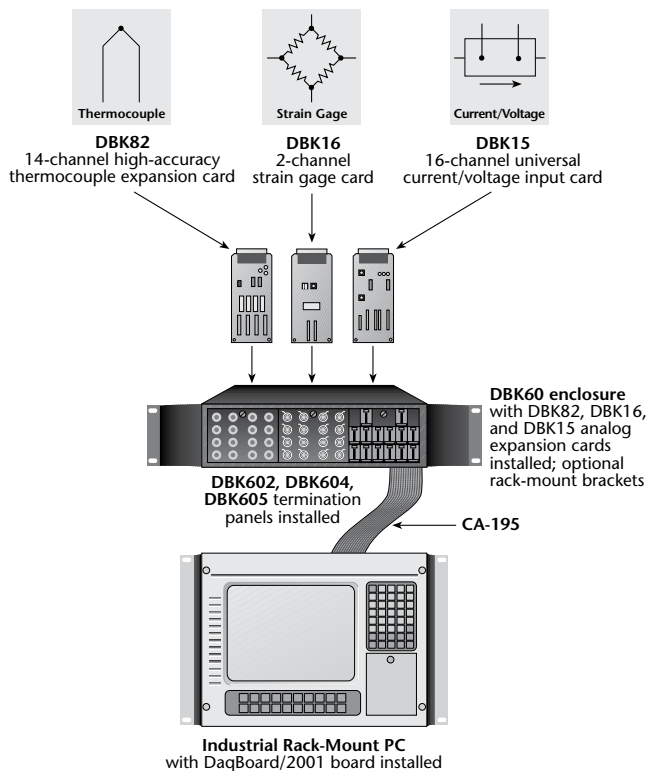 Thermocouple
Strain Gage
Current/Voltage
DBK82
14-channel high-accuracy
thermocouple expansion card
DBK16
2-channel
strain gage card
DBK15
16-channel universal
current/voltage input card
DBK60 enclosure
with DBK82, DBK16,
and DBK15 analog
expansion cards
installed; optional
rack-mount brackets
DBK602, DBK604,
DBK605 termination
panels installed
CA-195
Industrial Rack-Mount PC
with DaqBoard/2001 board installed